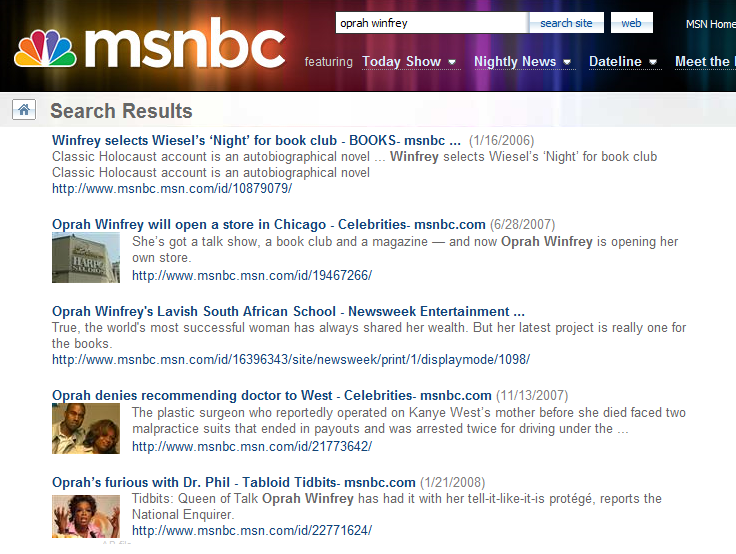 msnbc
oprah winfrey
search site
web
MSN Home
featuring Today Show Nightly News Dateline Meet the
Search Results
Winfrey selects Wiesel's ‘Night’ for book club - BOOKS- msnbc ... (1/16/2006)
Classic Holocaust account is an autobiographical novel ... Winfrey selects Wiesel's ‘Night’ for book club
Classic Holocaust account is an autobiographical novel
http://www.msnbc.msn.com/id/10879079/
Oprah Winfrey will open a store in Chicago - Celebrities- msnbc.com (6/28/2007)
HARPO
STUDIOS
She’s got a talk show, a book club and a magazine — and now Oprah Winfrey is opening her
own store.
http://www.msnbc.msn.com/id/19467266/
Oprah Winfrey's Lavish South African School - Newsweek Entertainment ...
True, the world's most successful woman has always shared her wealth. But her latest project is really one for
the books.
http://www.msnbc.msn.com/id/16396343/site/newsweek/print/1/displaymode/1098/
Oprah denies recommending doctor to West - Celebrities- msnbc.com (11/13/2007)
The plastic surgeon who reportedly operated on Kanye West’s mother before she died faced two
malpractice suits that ended in payouts and was arrested twice for driving under the ...
http://www.msnbc.msn.com/id/21773642/
Oprah’s furious with Dr. Phil - Tabloid Tidbits- msnbc.com (1/21/2008)
Tidbits: Queen of Talk Oprah Winfrey has had it with her tell-it-like-it-is protégé, reports the
National Enquirer.
http://www.msnbc.msn.com/id/22771624/